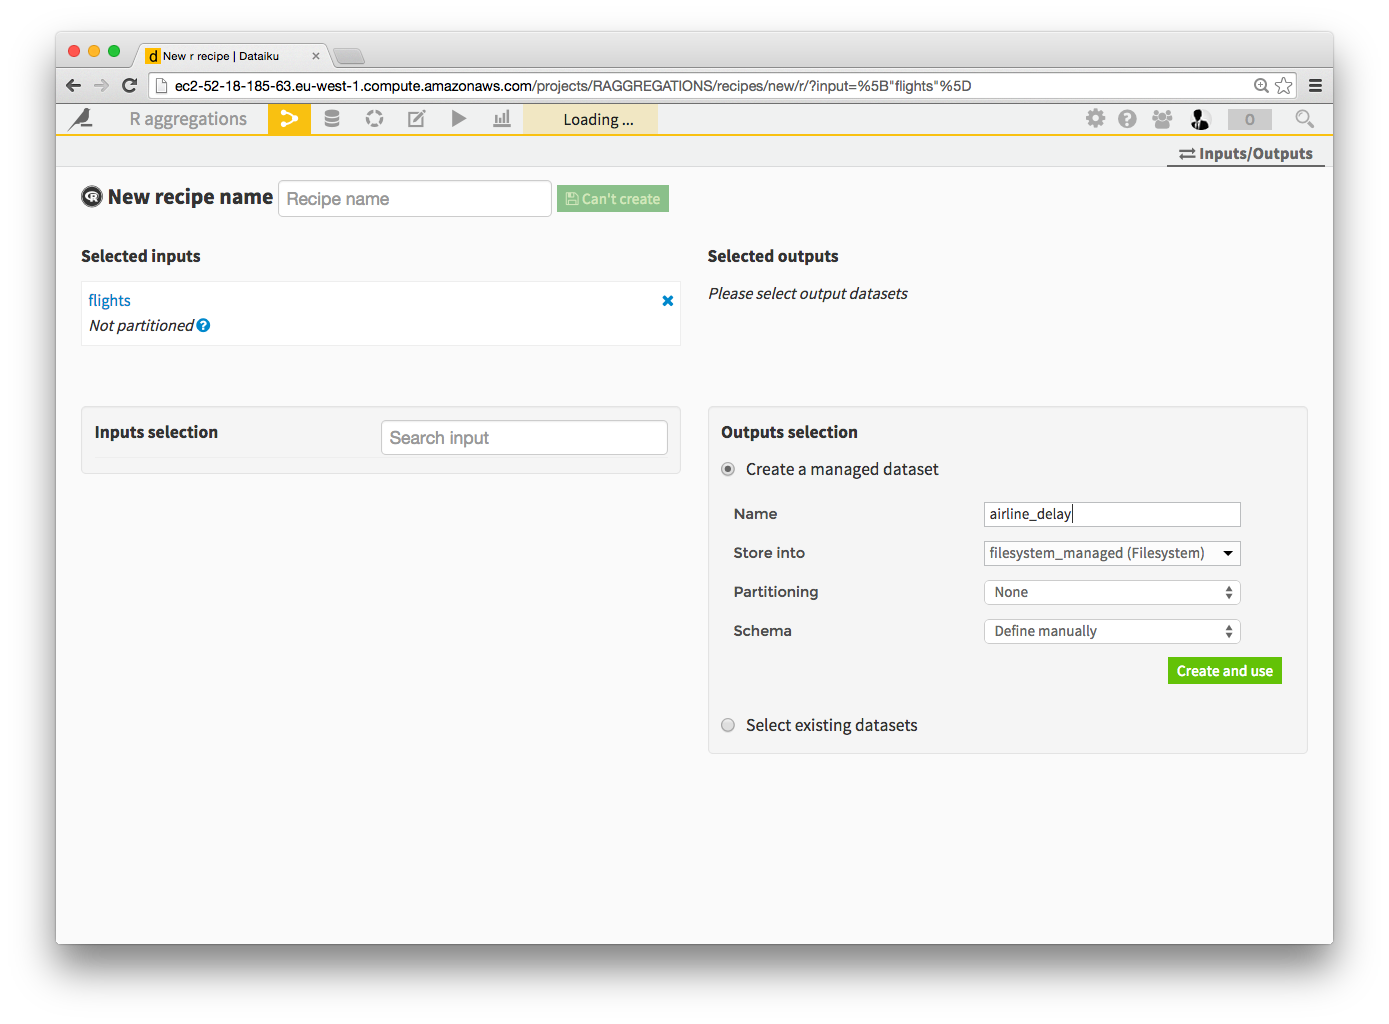 New r recipe | Dataiku
ec2-52-18-185-63.eu-west-1.compute.amazonaws.com/projects/RAGGREGATIONS/recipes/new/r/?input=%5B"flights"%5D
R aggregations
Loading ...
0
Inputs/Outputs
R New recipe name
Recipe name
Can't create
Selected inputs
Selected outputs
flights
Please select output datasets
Not partitioned ?
Inputs selection
Search input
Outputs selection
Create a managed dataset
Name
airline_delay
Store into
filesystem_managed (Filesystem)
Partitioning
None
Schema
Define manually
Create and use
Select existing datasets